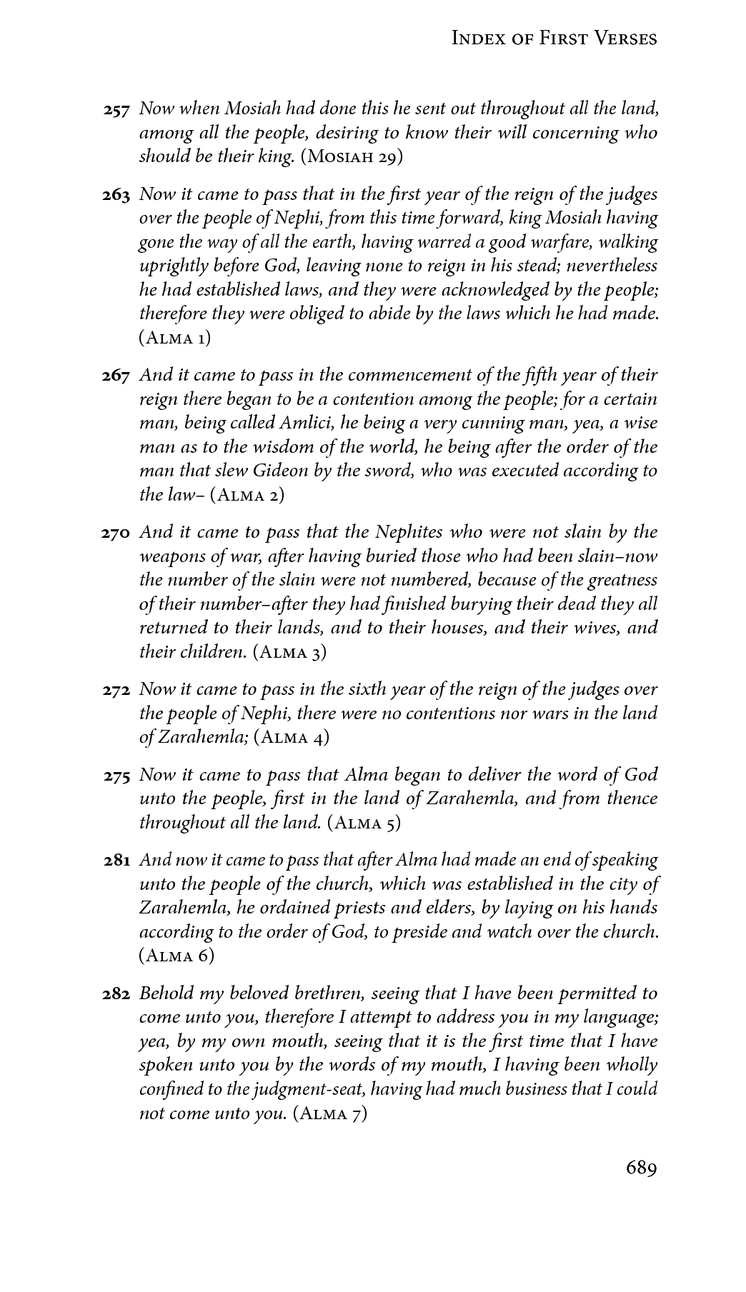 Index of First Verses
257 Now when Mosiah had done this he sent out throughout all the land,
among all the people, desiring to know their will concerning who
should be their king. (Mosiah 29)
263 Now it came to pass that in the first year of the reign of the judges
over the people of Nephi, from this time forward, king Mosiah having
gone the way of all the earth, having warred a good warfare, walking
uprightly before God, leaving none to reign in his stead; nevertheless
he had established laws, and they were acknowledged by the people;
therefore they were obliged to abide by the laws which he had made.
(Alma 1)
267 And it came to pass in the commencement of the fifth year of their
reign there began to be a contention among the people; for a certain
man, being called Amlici, he being a very cunning man, yea, a wise
man as to the wisdom of the world, he being after the order of the
man that slew Gideon by the sword, who was executed according to
the law– (Alma 2)
270 And it came to pass that the Nephites who were not slain by the
weapons of war, after having buried those who had been slain–now
the number of the slain were not numbered, because of the greatness
of their number–after they had finished burying their dead they all
returned to their lands, and to their houses, and their wives, and
their children. (Alma 3)
272 Now it came to pass in the sixth year of the reign of the judges over
the people of Nephi, there were no contentions nor wars in the land
of Zarahemla; (Alma 4)
275 Now it came to pass that Alma began to deliver the word of God
unto the people, first in the land of Zarahemla, and from thence
throughout all the land. (Alma 5)
281 And now it came to pass that after Alma had made an end of speaking
unto the people of the church, which was established in the city of
Zarahemla, he ordained priests and elders, by laying on his hands
according to the order of God, to preside and watch over the church.
(Alma 6)
282 Behold my beloved brethren, seeing that I have been permitted to
come unto you, therefore I attempt to address you in my language;
yea, by my own mouth, seeing that it is the first time that I have
spoken unto you by the words of my mouth, I having been wholly
confined to the judgment-seat, having had much business that I could
not come unto you. (Alma 7)
689